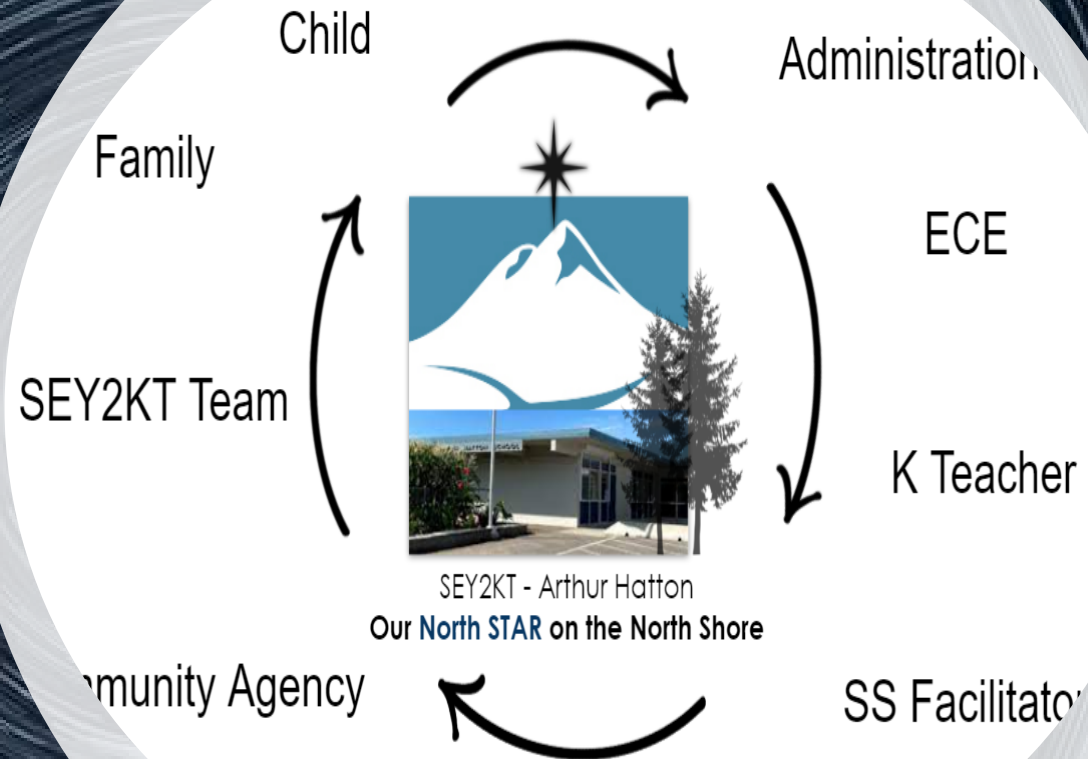 Child
Administration
Family
ECE
SEY2KT Team
K Teacher
SEY2KT - Arthur Hatton
Our North STAR on the North Shore
Agency
SS